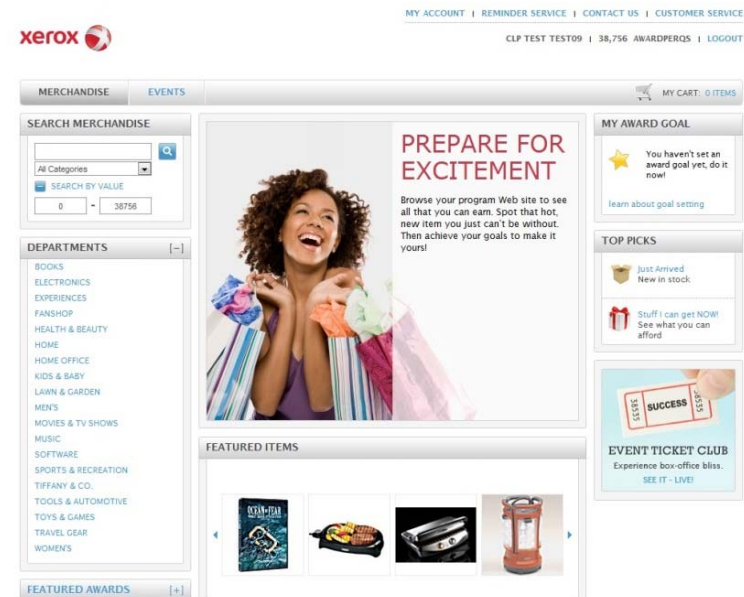 MY ACCOUNT | REMINDER SERVICE | CONTACT US | CUSTOMER SERVICE
xerox
CLP TEST TEST09 | 38,756 AWARDPERQS | LOGOUT
MERCHANDISE EVENTS
MY CART: 0 ITEMS
SEARCH MERCHANDISE
All Categories
SEARCH BY VALUE
0 - 38756
DEPARTMENTS [-]
BOOKS
ELECTRONICS
EXPERIENCES
FANSHOP
HEALTH & BEAUTY
HOME
HOME OFFICE
KIDS & BABY
LAWN & GARDEN
MEN'S
MOVIES & TV SHOWS
MUSIC
SOFTWARE
SPORTS & RECREATION
TIFFANY & CO.
TOOLS & AUTOMOTIVE
TOYS & GAMES
TRAVEL GEAR
WOMEN'S
FEATURED AWARDS [+]
PREPARE FOR
EXCITEMENT
Browse your program Web site to see
all that you can earn. Spot that hot,
new item you just can't be without.
Then achieve your goals to make it
yours!
FEATURED ITEMS
OCEAN OF FEAR
MY AWARD GOAL
You haven't set an
award goal yet, do it
now!
learn about goal setting
TOP PICKS
Just Arrived
New in stock
Stuff I can get NOW!
See what you can
afford
38535
SUCCESS
38535
EVENT TICKET CLUB
Experience box-office bliss.
SEE IT - LIVE!